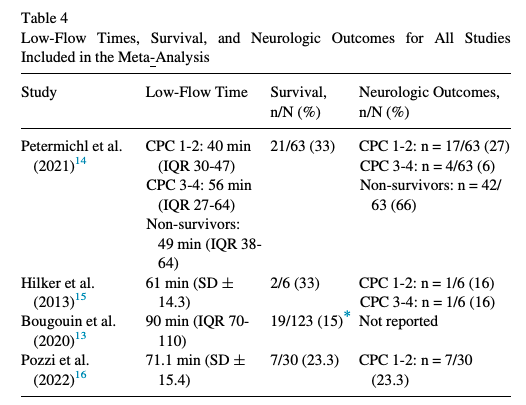 Table 4
Low-Flow Times, Survival, and Neurologic Outcomes for All Studies
Included in the Meta-Analysis
Study Low-Flow Time Survival, Neurologic Outcomes,
n/N (%) n/N (%)
Petermichl et al. CPC 1-2: 40 min 21/63 (33) CPC 1-2: n = 17/63 (27)
(2021)14 (IQR 30-47) CPC 3-4: n = 4/63 (6)
CPC 3-4: 56 min Non-survivors: n = 42/
(IQR 27-64) 63 (66)
Non-survivors:
49 min (IQR 38-
64)
Hilker et al. 61 min (SD ± 2/6 (33) CPC 1-2: n = 1/6 (16)
(2013)15 14.3) CPC 3-4: n = 1/6 (16)
Bougouin et al. 90 min (IQR 70- 19/123 (15)* Not reported
(2020)13 110)
Pozzi et al. 71.1 min (SD ± 7/30 (23.3) CPC 1-2: n = 7/30
(2022)16 15.4) (23.3)